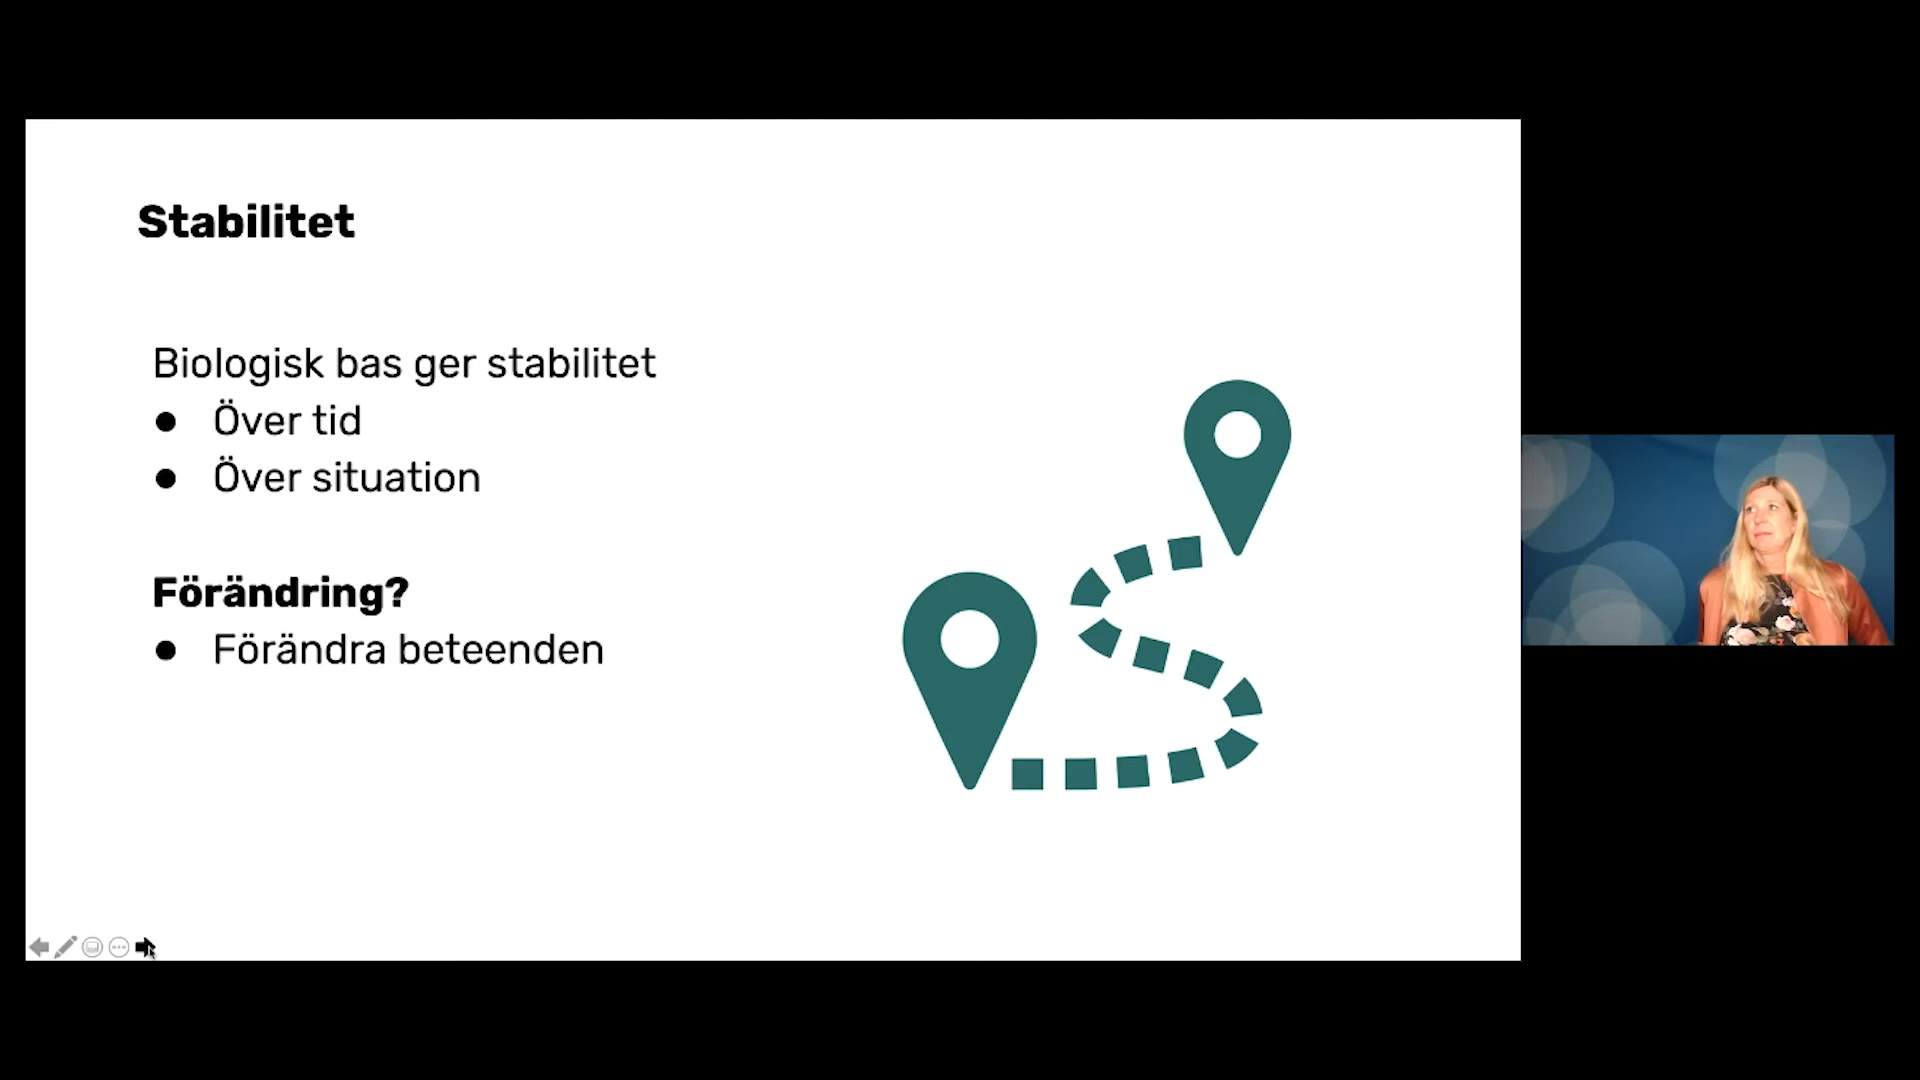 Stabilitet
Biologisk bas ger stabilitet
● Över tid
● Över situation
Förändring?
● Förändra beteenden